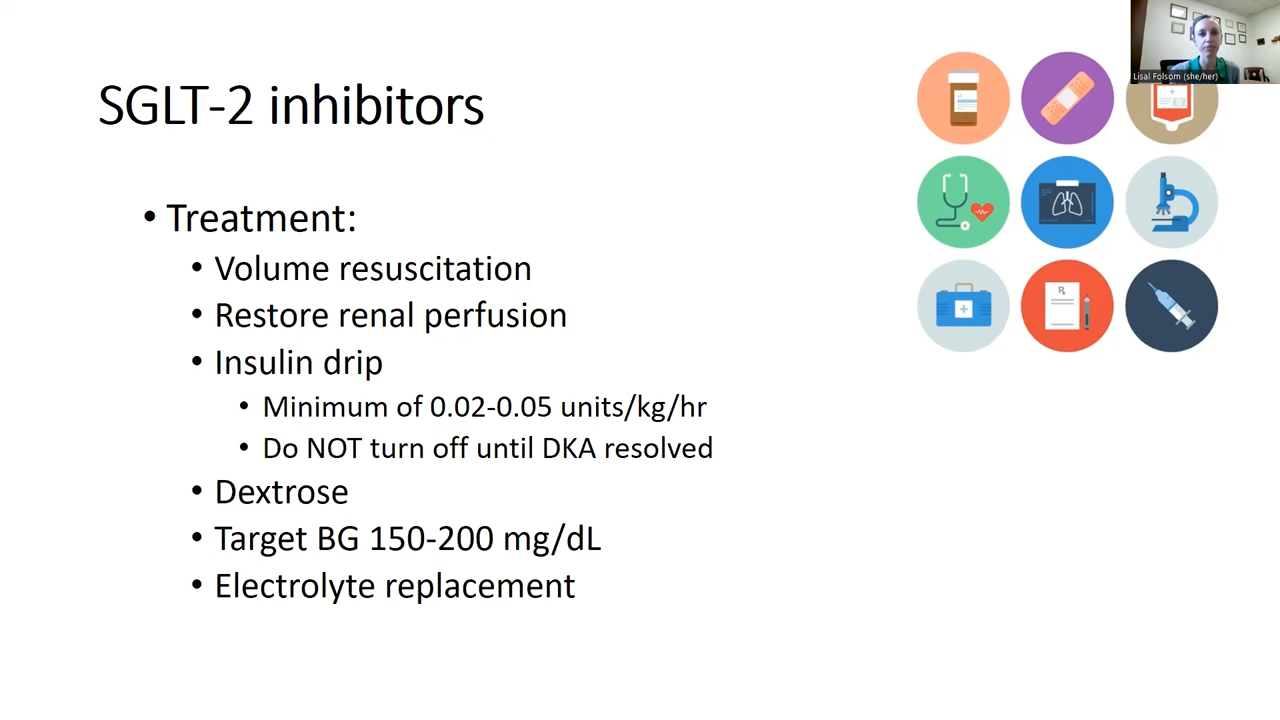 Lisal Folsom (she/her)
SGLT-2 inhibitors
• Treatment:
• Volume resuscitation
• Restore renal perfusion
• Insulin drip
• Minimum of 0.02-0.05 units/kg/hr
• Do NOT turn off until DKA resolved
• Dextrose
• Target BG 150-200 mg/dL
• Electrolyte replacement
Rx